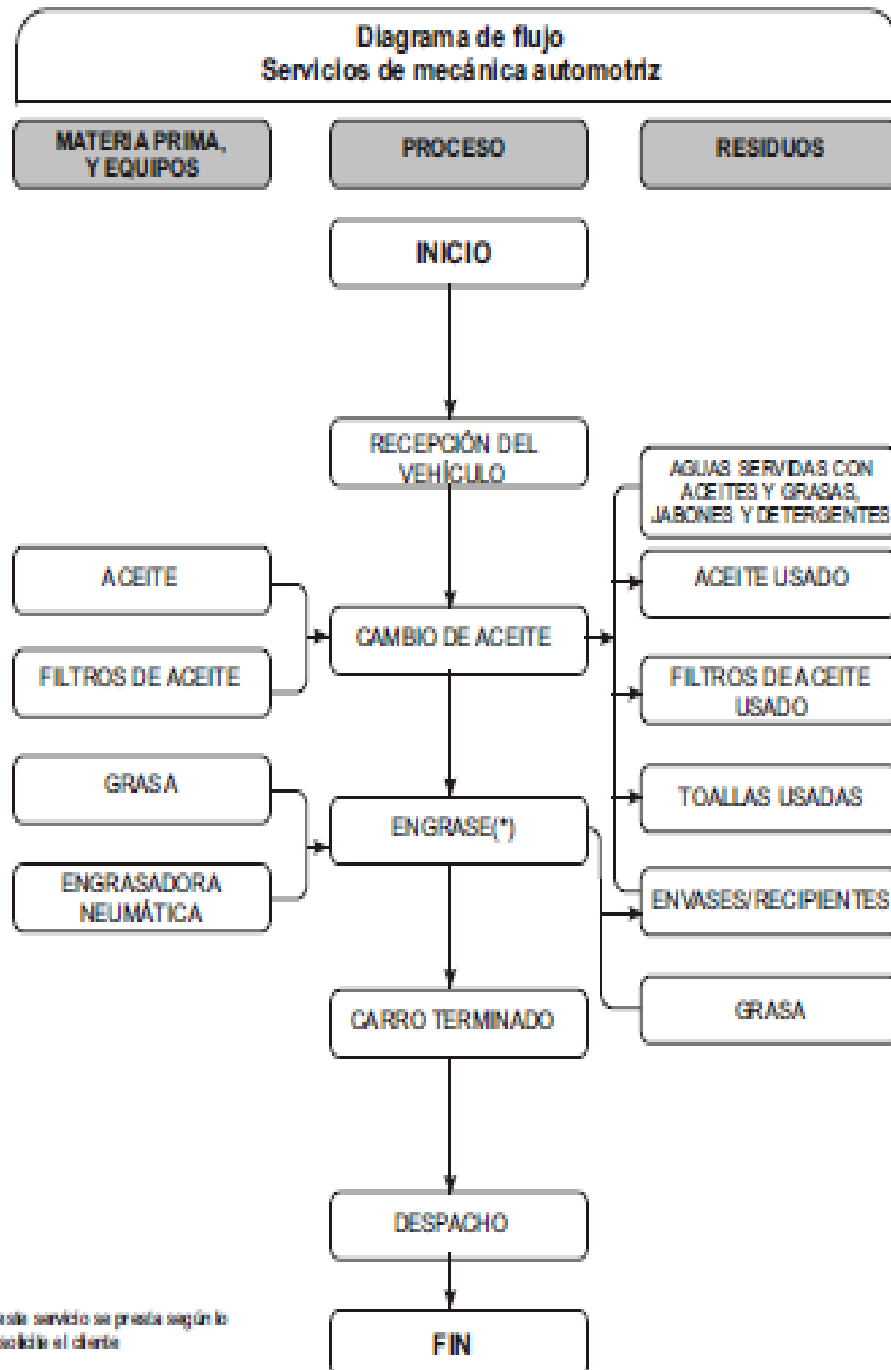 Diagrama de flujo
Servicios de mecánica automotriz
MATERIA PRIMA,
Y EQUIPOS
PROCESO
RESIDUOS
INICIO
RECEPCIÓN DEL
VEHÍCULO
AGUAS SERVIDAS CON
ACEITES Y GRASAS,
JABONES Y DETERGENTES
ACEITE
ACEITE USADO
CAMBIO DE ACEITE
FILTROS DE ACEITE
FILTROS DE ACEITE
USADO
GRASA
TOALLAS USADAS
ENGRASE(*)
ENGRASADORA
NEUMÁTICA
ENVASES/RECIPIENTES
GRASA
CARRO TERMINADO
DESPACHO
este servicio se presta según lo
solicite el cliente
FIN